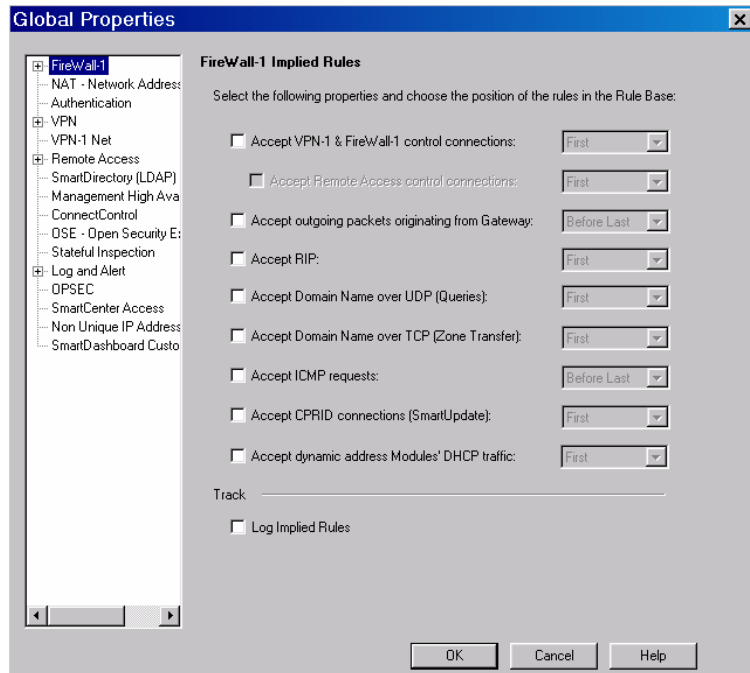 Global Properties
FireWall-1
NAT - Network Address
Authentication
VPN
VPN-1 Net
Remote Access
SmartDirectory (LDAP)
Management High Ava
ConnectControl
OSE - Open Security E
Stateful Inspection
Log and Alert
OPSEC
SmartCenter Access
Non Unique IP Address
SmartDashboard Custo
FireWall-1 Implied Rules
Select the following properties and choose the position of the rules in the Rule Base:
Accept VPN-1 & FireWall-1 control connections: First
Accept Remote Access control connections: First
Accept outgoing packets originating from Gateway: Before Last
Accept RIP: First
Accept Domain Name over UDP (Queries): First
Accept Domain Name over TCP (Zone Transfer): First
Accept ICMP requests: Before Last
Accept CPRID connections (SmartUpdate): First
Accept dynamic address Modules' DHCP traffic: First
Track
Log Implied Rules
OK Cancel Help